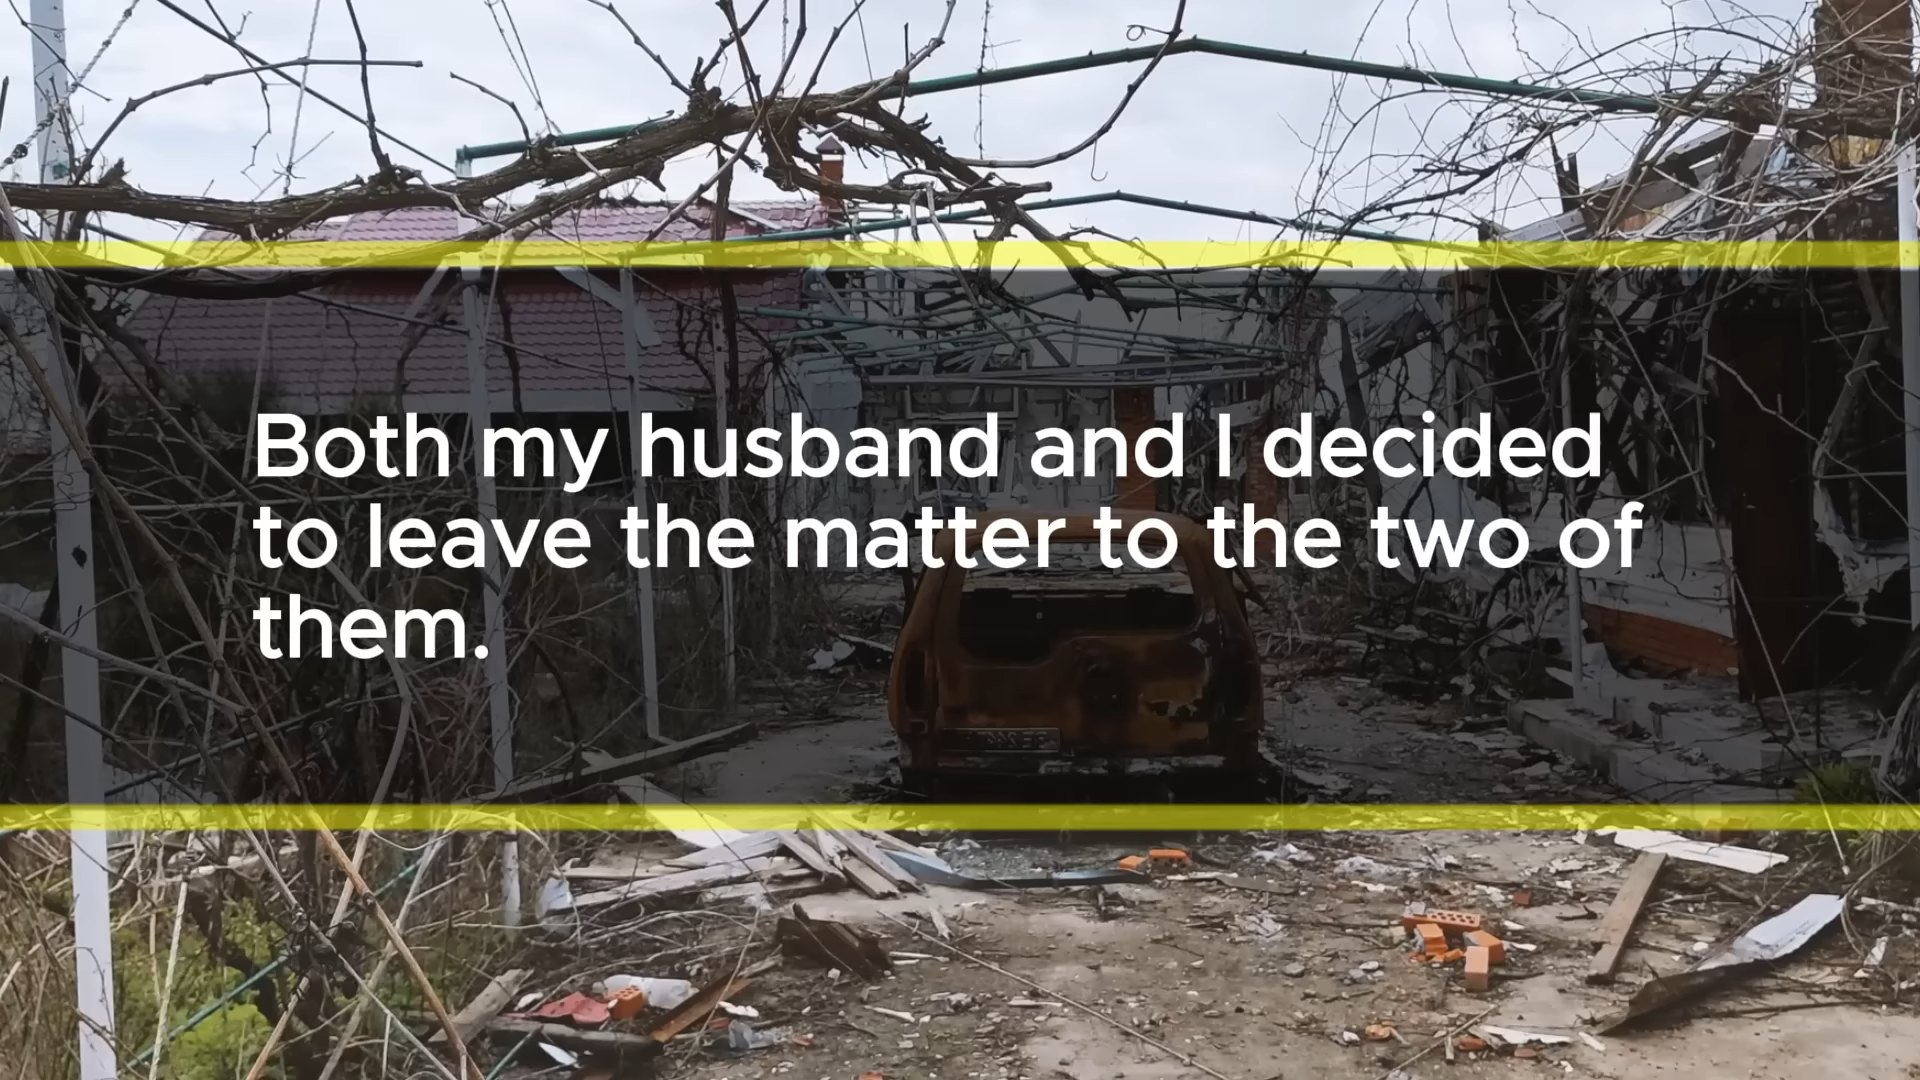 Both my husband and I decided
to leave the matter to the two of
them.